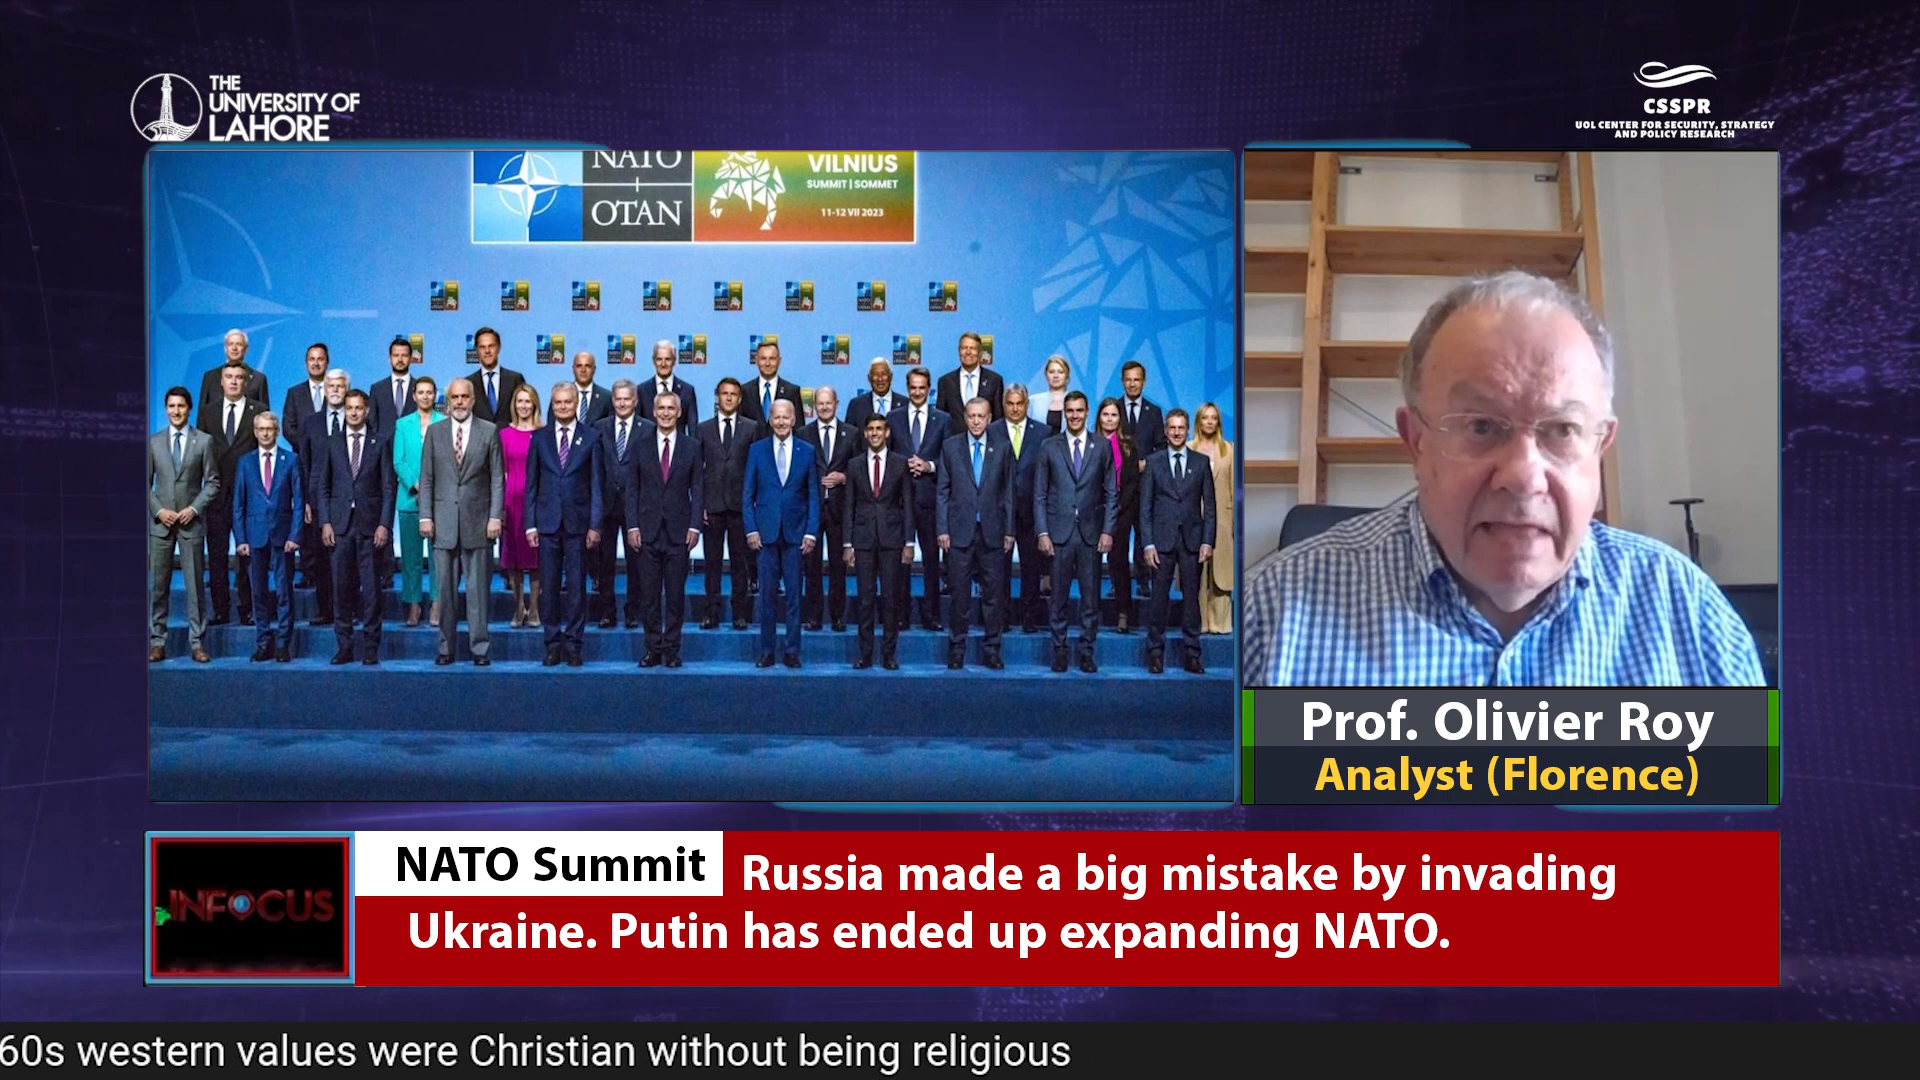 THE
UNIVERSITY OF
LAHORE
CSSPR
UOL CENTER FOR SECURITY, STRATEGY
AND POLICY RESEARCH
NATO
OTAN
VILNIUS
SUMMIT | SOMMET
11-12 VII 2023
Prof. Olivier Roy
Analyst (Florence)
INFOCUS
NATO Summit
Russia made a big mistake by invading
Ukraine. Putin has ended up expanding NATO.
60s western values were Christian without being religious